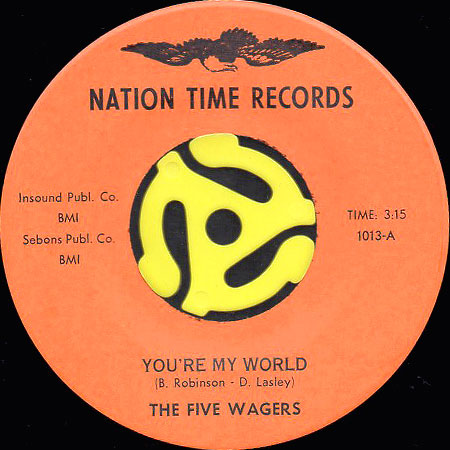 NATION TIME RECORDS
Insound Publ. Co.
BMI
Sebons Publ. Co.
BMI
TIME: 3:15
1013-A
YOU'RE MY WORLD
(B. Robinson - D. Lasley)
THE FIVE WAGERS